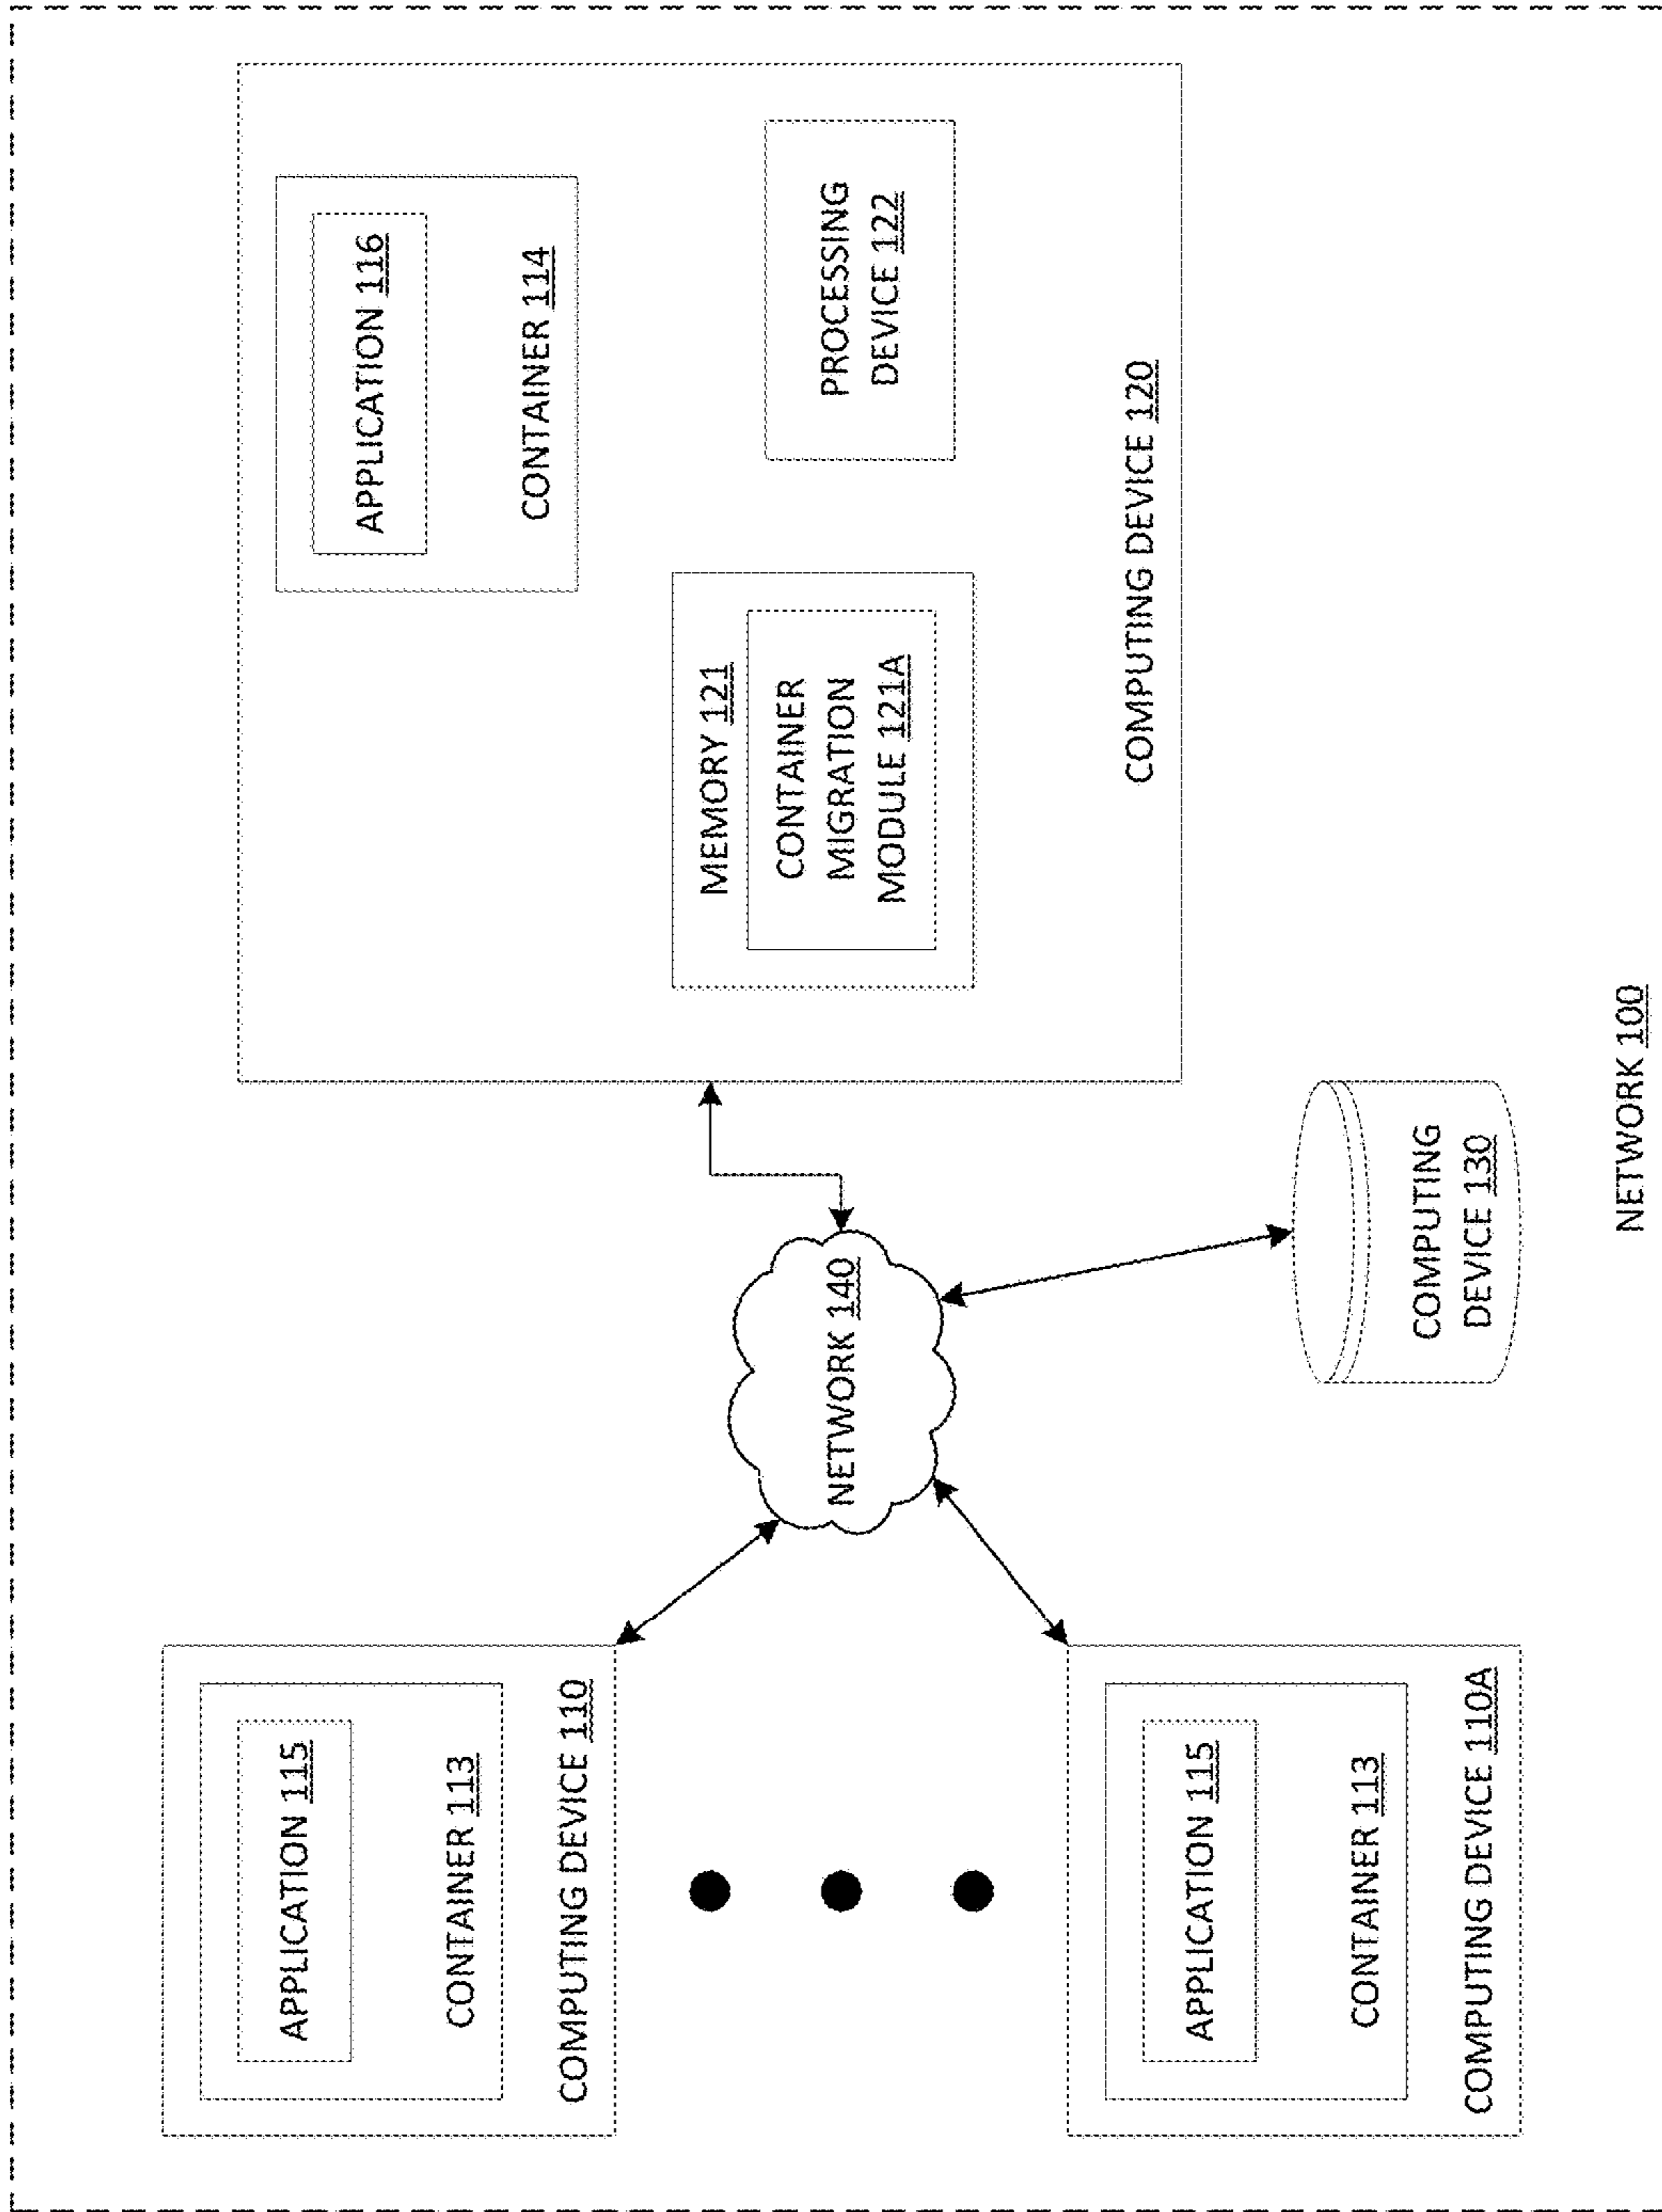 APPLICATION 115
CONTAINER 113
COMPUTING DEVICE 110
APPLICATION 115
CONTAINER 113
COMPUTING DEVICE 110A
NETWORK 140
COMPUTING
DEVICE 130
APPLICATION 116
CONTAINER 114
MEMORY 121
CONTAINER
MIGRATION
MODULE 121A
PROCESSING
DEVICE 122
COMPUTING DEVICE 120
NETWORK 100